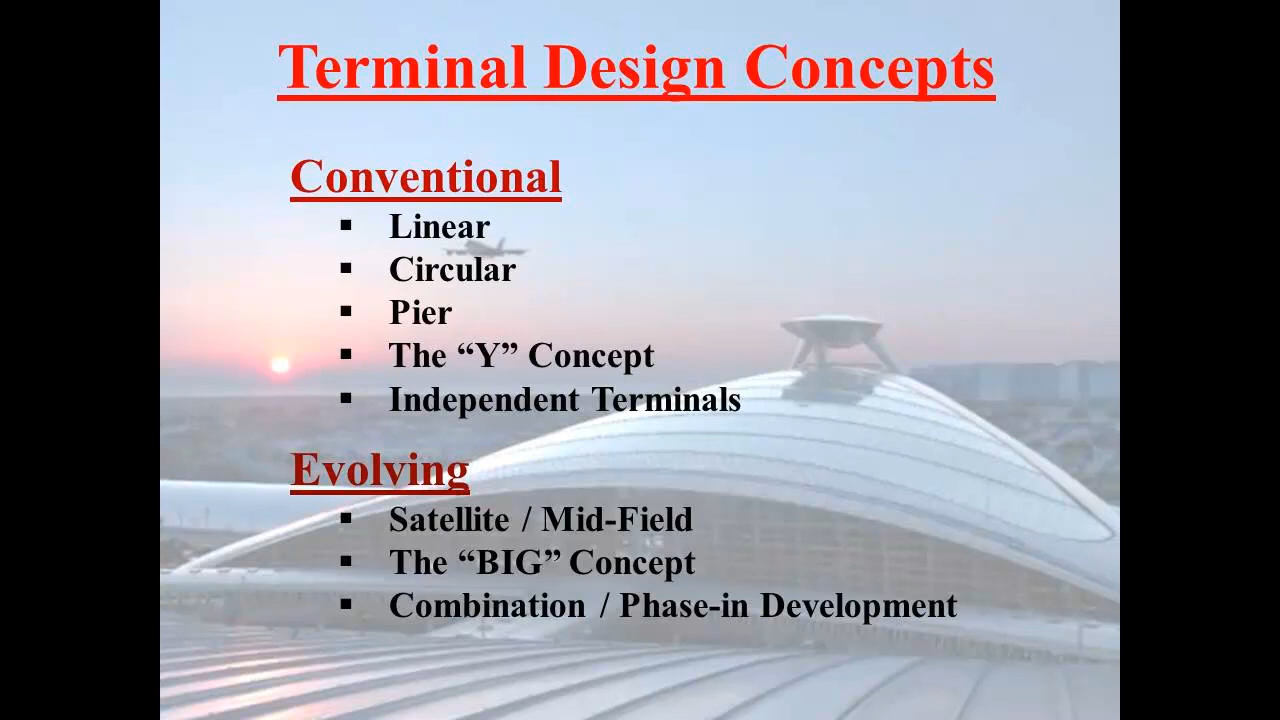 Terminal Design Concepts
Conventional
▪ Linear
▪ Circular
▪ Pier
▪ The “Y” Concept
▪ Independent Terminals
Evolving
▪ Satellite / Mid-Field
▪ The “BIG” Concept
▪ Combination / Phase-in Development